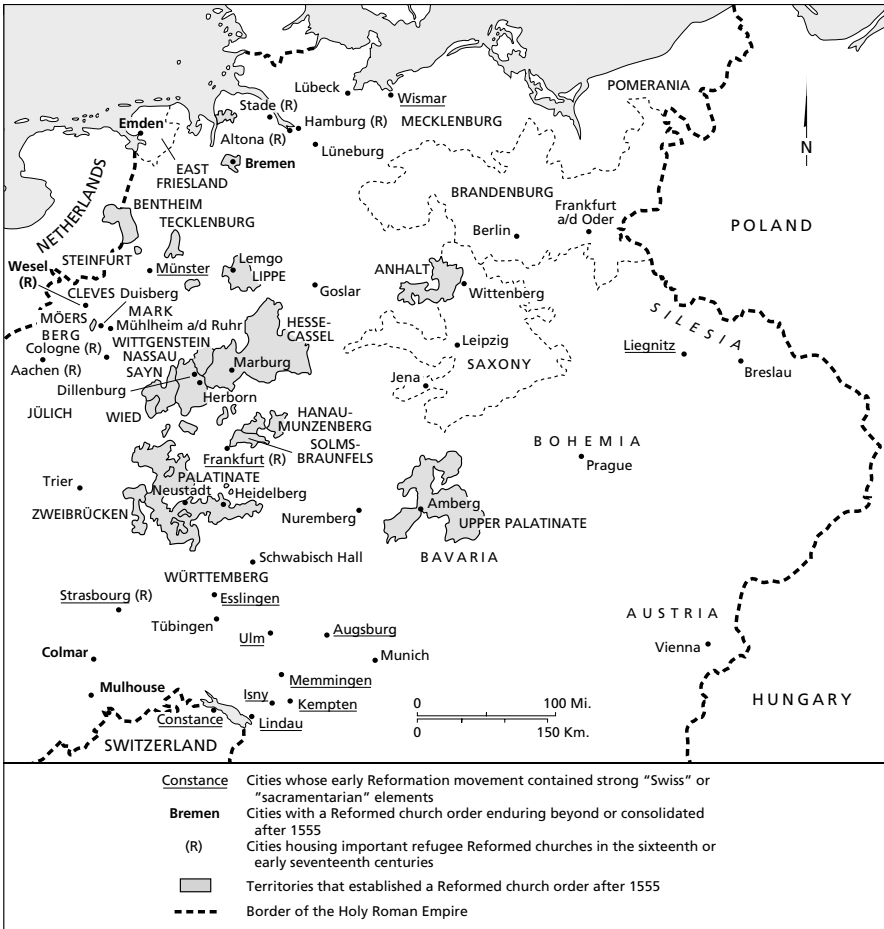 Lübeck
Wismar
POMERANIA
Stade (R)
Hamburg (R)
MECKLENBURG
Emden
Altona (R)
Lüneburg
N
Bremen
EAST
FRIESLAND
NETHERLANDS
BENTHEIM
TECKLENBURG
BRANDENBURG
Frankfurt
a/d Oder
Berlin
POLAND
STEINFURT
Münster
Lemgo
LIPPE
ANHALT
Wittenberg
Wesel
(R)
Goslar
CLEVES
Duisberg
MÖERS
MARK
BERG
Mühlheim a/d Ruhr
HESSE-
CASSEL
SILESIA
Cologne (R)
WITTGENSTEIN
NASSAU
SAYN
Marburg
Leipzig
SAXONY
Liegnitz
Breslau
Aachen (R)
Dillenburg
Herborn
Jena
JÜLICH
WIED
HANAU-
MUNZENBERG
SOLMS-
BRAUNFELS
BOHEMIA
Prague
Frankfurt (R)
Trier
PALATINATE
Neustadt
Heidelberg
Amberg
ZWEIBRÜCKEN
Nuremberg
UPPER PALATINATE
BAVARIA
Schwabisch Hall
WÜRTTEMBERG
Strasbourg (R)
Esslingen
AUSTRIA
Tübingen
Ulm
Augsburg
Vienna
Colmar
Munich
Memmingen
Mulhouse
Isny
Kempten
HUNGARY
Constance
Lindau
SWITZERLAND
0 100 Mi.
0 150 Km.
Constance Cities whose early Reformation movement contained strong “Swiss” or
“sacramentarian” elements
Bremen Cities with a Reformed church order enduring beyond or consolidated
after 1555
(R) Cities housing important refugee Reformed churches in the sixteenth or
early seventeenth centuries
Territories that established a Reformed church order after 1555
Border of the Holy Roman Empire